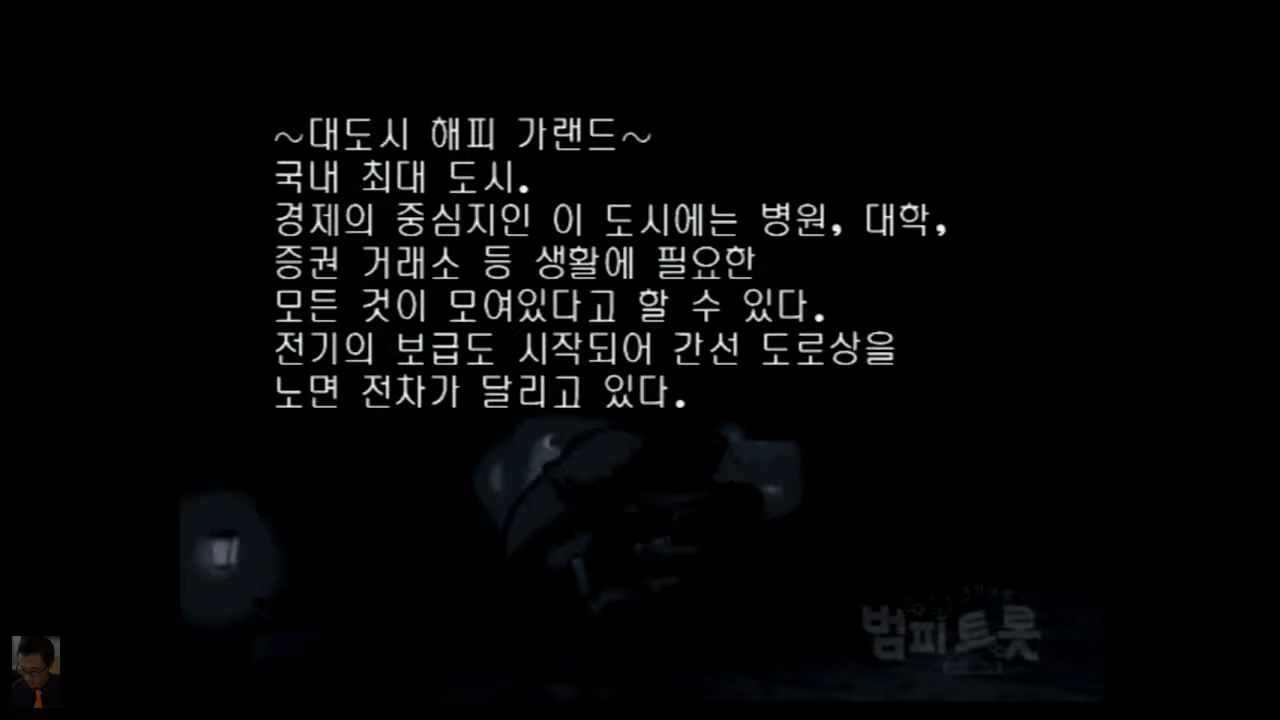 ～대도시 해피 가랜드～
국내 최대 도시.
경제의 중심지인 이 도시에는 병원, 대학,
증권 거래소 등 생활에 필요한
모든 것이 모여있다고 할 수 있다.
전기의 보급도 시작되어 간선 도로상을
노면 전차가 달리고 있다.
범피트롯